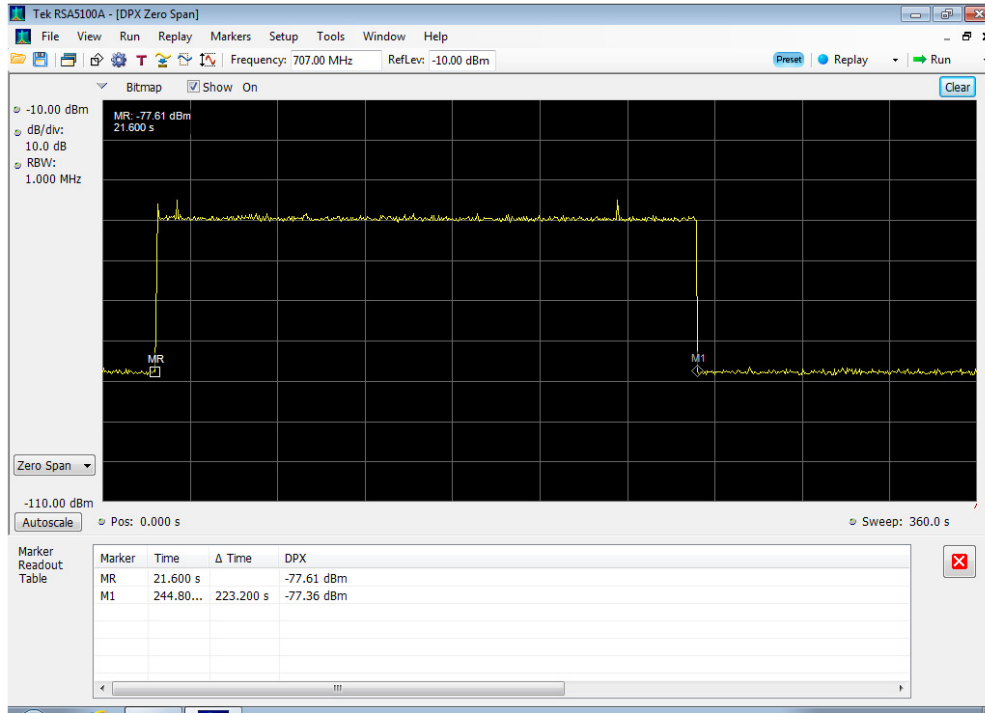 Tek RSA5100A - [DPX Zero Span]
File View Run Replay Markers Setup Tools Window Help
T Frequency: 707.00 MHz RefLev: -10.00 dBm Preset Replay Run
Bitmap Show On Clear
-10.00 dBm
dB/div:
10.0 dB
RBW:
1.000 MHz
MR: -77.61 dBm
21.600 s
MR
M1
Zero Span
-110.00 dBm
Autoscale Pos: 0.000 s Sweep: 360.0 s
Marker
Readout
Table
Marker Time Δ Time DPX
MR 21.600 s -77.61 dBm
M1 244.80... 223.200 s -77.36 dBm